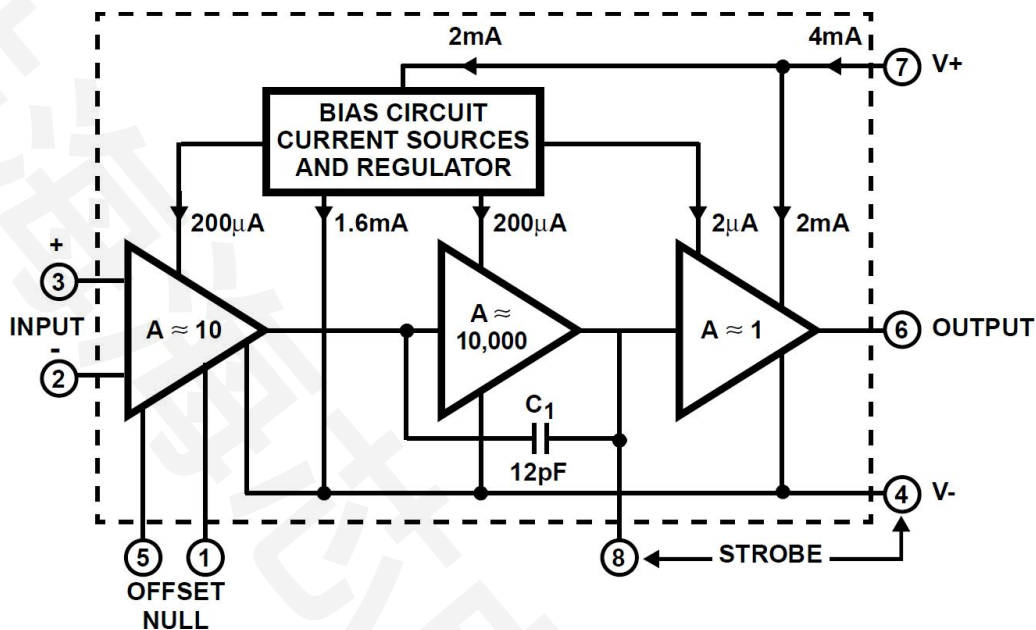 2mA
4mA
7
V+
BIAS CIRCUIT
CURRENT SOURCES
AND REGULATOR
200μA
1.6mA
200μA
2μA
2mA
+
3
INPUT
-
2
A ≈ 10
A ≈
10,000
A ≈ 1
6
OUTPUT
C1
12pF
4
V-
5
1
8
STROBE
OFFSET
NULL